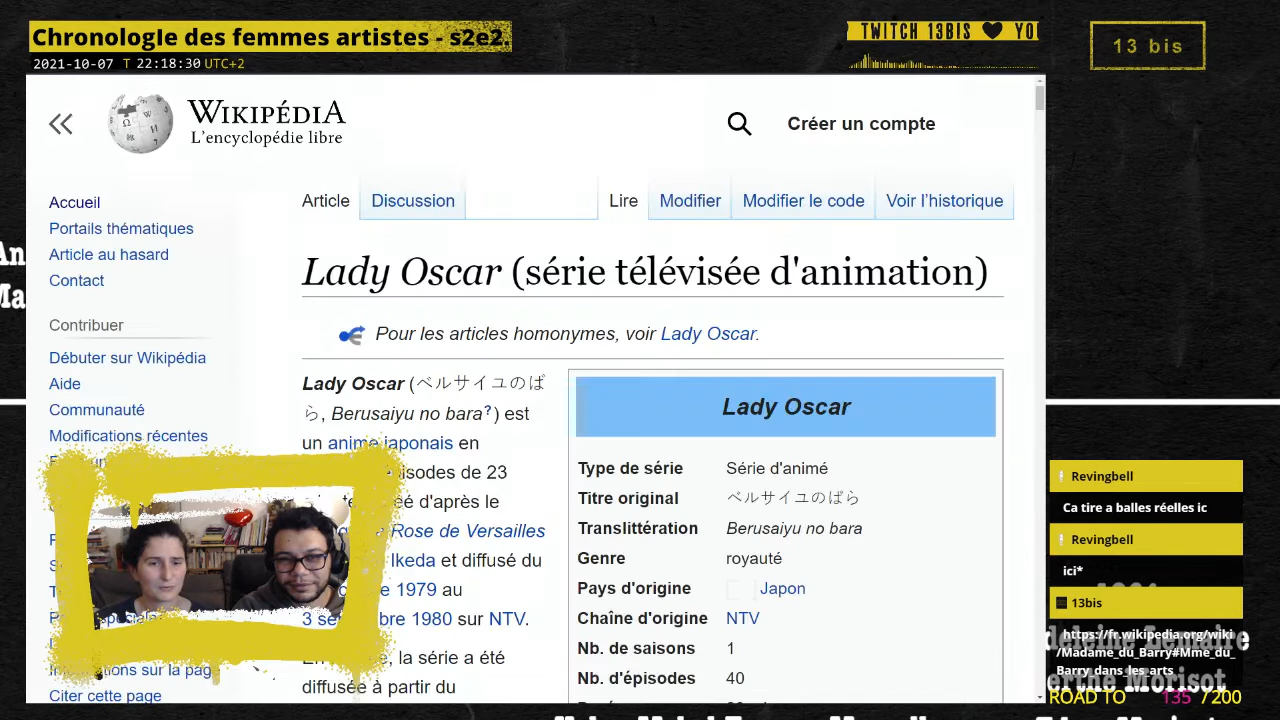 Chronologie des femmes artistes - s2e2
2021-10-07 T 22:18:30 UTC+2
TWITCH 13BIS ♥ YO
13 bis
WIKIPÉDIA
L'encyclopédie libre
Créer un compte
Accueil
Portails thématiques
Article au hasard
Contact
Contribuer
Débuter sur Wikipédia
Aide
Communauté
Modifications récentes
Citer cette page
Article
Discussion
Lire
Modifier
Modifier le code
Voir l’historique
Lady Oscar (série télévisée d'animation)
Pour les articles homonymes, voir Lady Oscar.
Lady Oscar (ベルサイユのば
ら, Berusaiyu no bara?) est
un anime japonais en
isodes de 23
éé d'après le
Rose de Versailles
Ikeda et diffusé du
1979 au
3 se bre 1980 sur NTV.
, la série a été
diffusée à partir du
Lady Oscar
Type de série Série d'animé
Titre original ベルサイユのばら
Translittération Berusaiyu no bara
Genre royauté
Pays d'origine Japon
Chaîne d'origine NTV
Nb. de saisons 1
Nb. d'épisodes 40
Revingbell
Ca tire a balles réelles ic
Revingbell
ici*
13bis
https://fr.wikipedia.org/wiki
/Madame_du_Barry#Mme_du_
Barry_dans_les_arts
deleine Lemaire
erthe Morisot
ROAD TO 135 /200
An
Ma